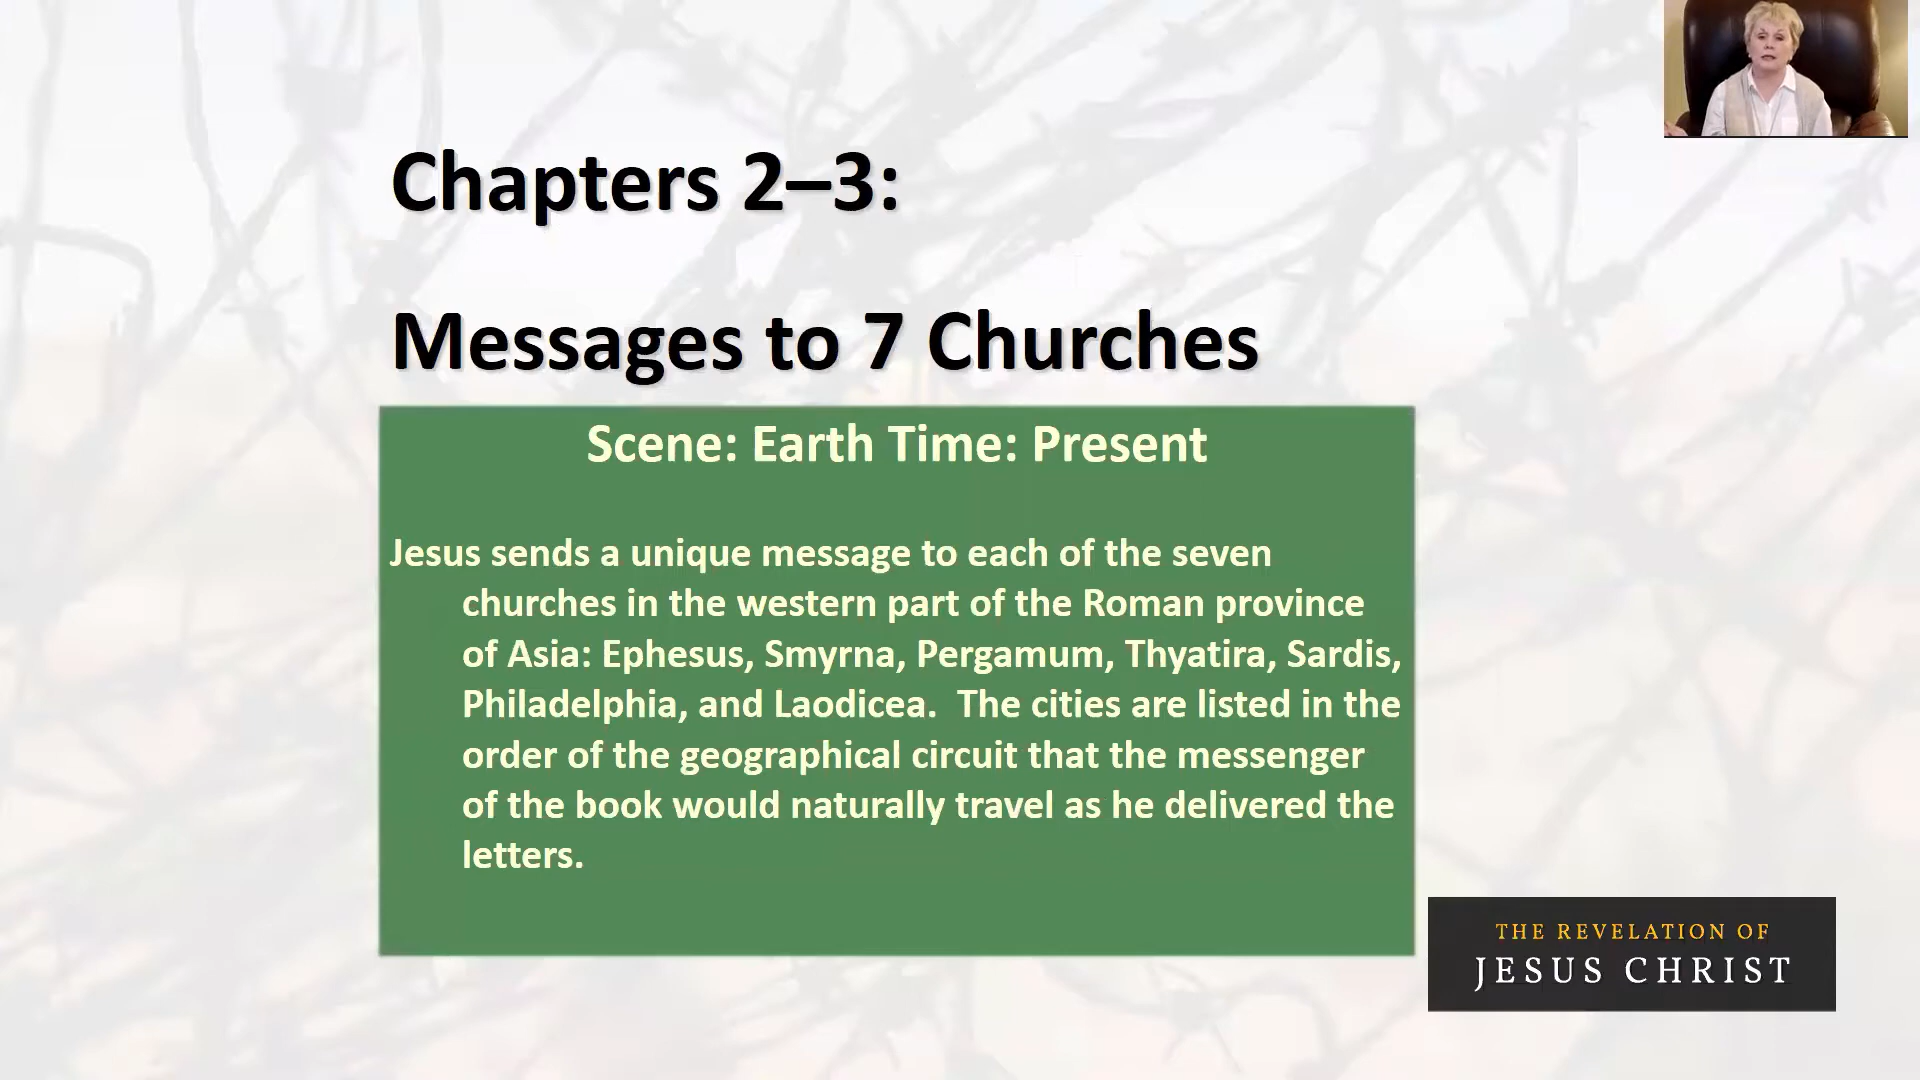 Chapters 2–3:
Messages to 7 Churches
Scene: Earth Time: Present
Jesus sends a unique message to each of the seven
churches in the western part of the Roman province
of Asia: Ephesus, Smyrna, Pergamum, Thyatira, Sardis,
Philadelphia, and Laodicea.  The cities are listed in the
order of the geographical circuit that the messenger
of the book would naturally travel as he delivered the
letters.
THE REVELATION OF
JESUS CHRIST